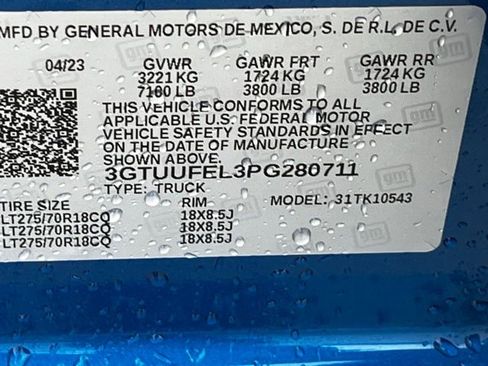 MFD BY GENERAL MOTORS DE MEXICO, S. DE R.L. DE C.V.
04/23 GVWR GAWR FRT GAWR RR
3221 KG 1724 KG 1724 KG
7100 LB 3800 LB 3800 LB
THIS VEHICLE CONFORMS TO ALL
APPLICABLE U.S. FEDERAL MOTOR
VEHICLE SAFETY STANDARDS IN EFFECT
ON THE DATE OF MANUFACTURE
SHOWN ABOVE.
3GTUUFEL3PG280711
TYPE: TRUCK MODEL: 31TK10543
TIRE SIZE RIM
LT275/70R18CQ 18X8.5J
LT275/70R18CQ 18X8.5J
LT275/70R18CQ 18X8.5J